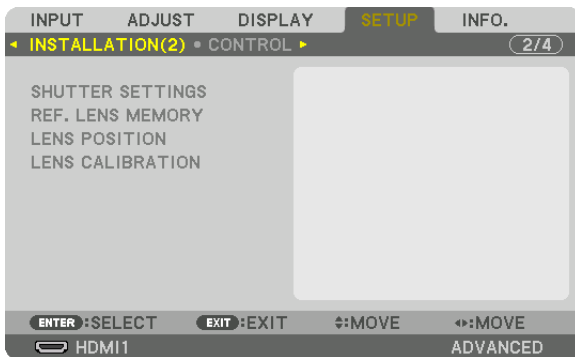 INPUT ADJUST DISPLAY SETUP INFO.
INSTALLATION(2) • CONTROL 2/4
SHUTTER SETTINGS
REF. LENS MEMORY
LENS POSITION
LENS CALIBRATION
ENTER :SELECT EXIT :EXIT :MOVE :MOVE
HDMI1 ADVANCED